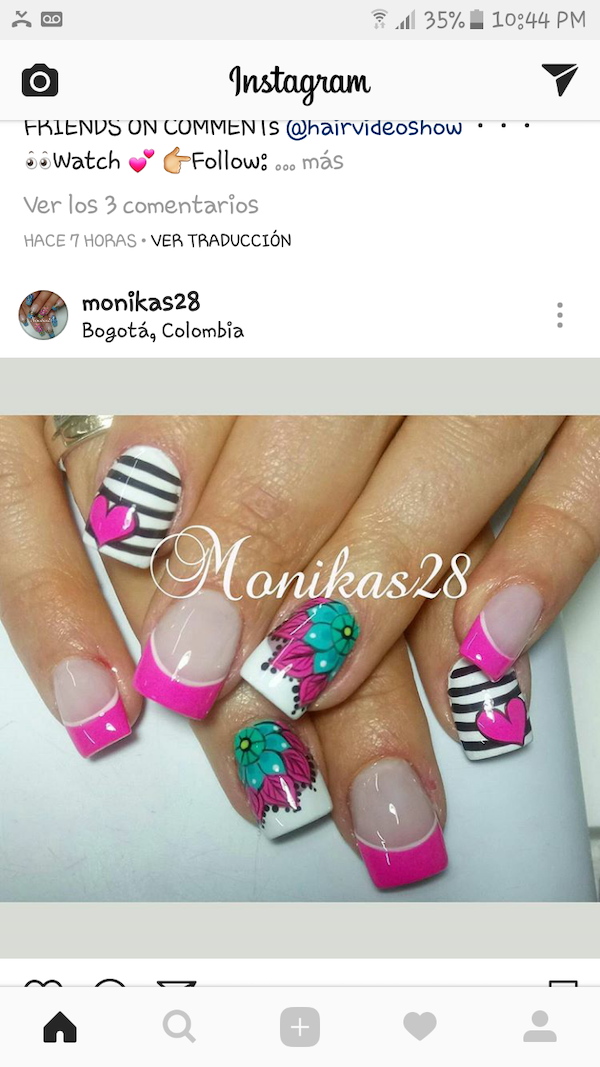 35% 10:44 PM
Instagram
FRIENDS ON COMMENTS @hairvideoshow • • •
👀Watch 💕 👉Follow: ... más
Ver los 3 comentarios
HACE 7 HORAS • VER TRADUCCIÓN
monikas28
Bogotá, Colombia
Monikas28